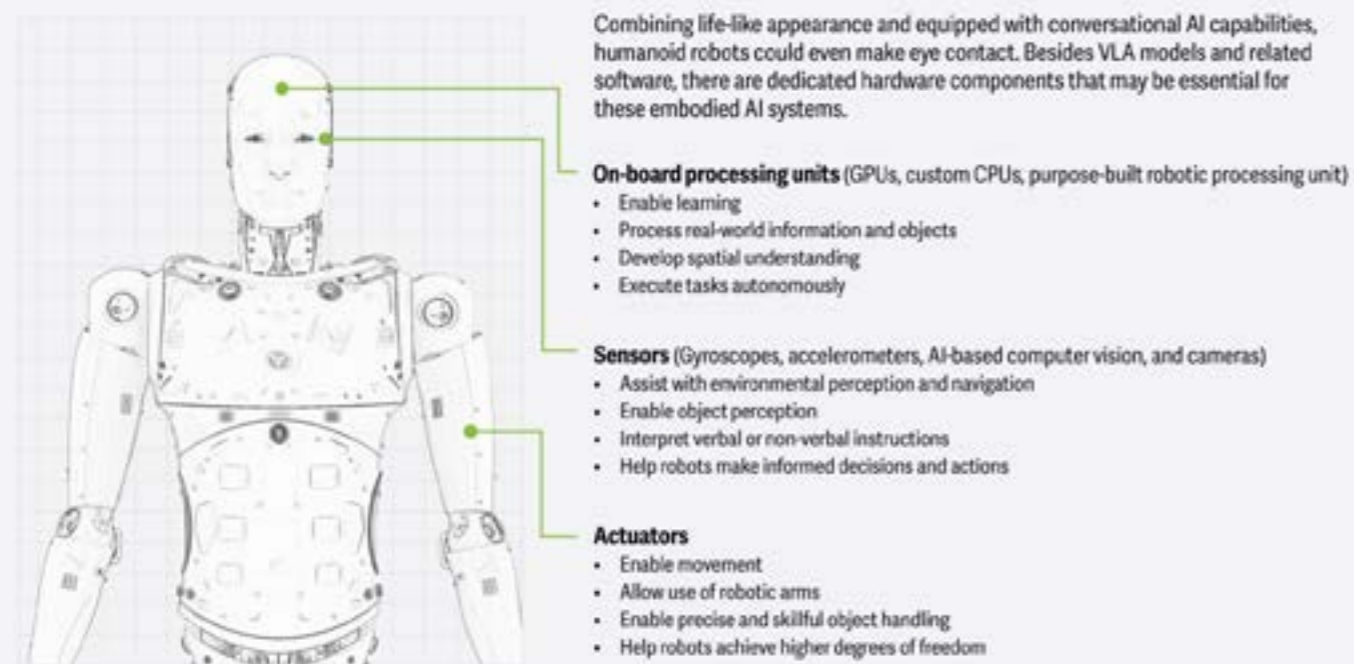 Combining life-like appearance and equipped with conversational AI capabilities,
humanoid robots could even make eye contact. Besides VLA models and related
software, there are dedicated hardware components that may be essential for
these embodied AI systems.
On-board processing units (GPUs, custom CPUs, purpose-built robotic processing unit)
• Enable learning
• Process real-world information and objects
• Develop spatial understanding
• Execute tasks autonomously
Sensors (Gyroscopes, accelerometers, AI-based computer vision, and cameras)
• Assist with environmental perception and navigation
• Enable object perception
• Interpret verbal or non-verbal instructions
• Help robots make informed decisions and actions
Actuators
• Enable movement
• Allow use of robotic arms
• Enable precise and skillful object handling
• Help robots achieve higher degrees of freedom